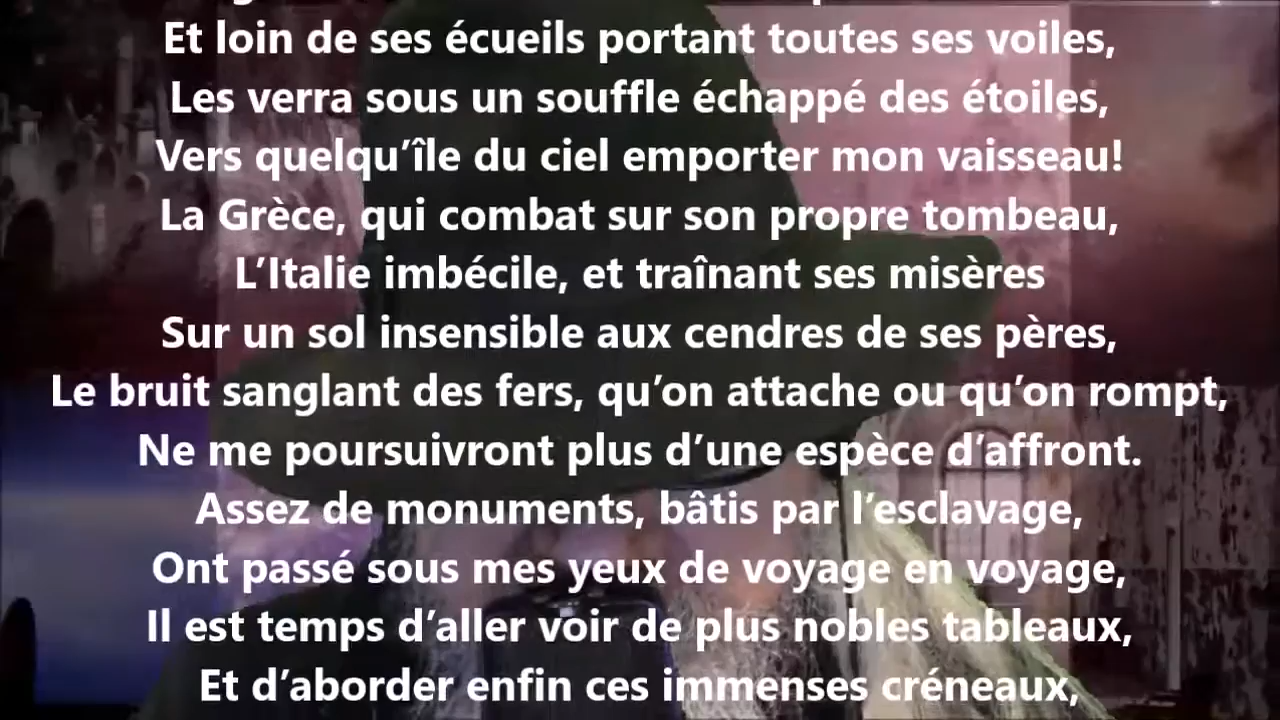 Et loin de ses écueils portant toutes ses voiles,
Les verra sous un souffle échappé des étoiles,
Vers quelqu’île du ciel emporter mon vaisseau!
La Grèce, qui combat sur son propre tombeau,
L’Italie imbécile, et traînant ses misères
Sur un sol insensible aux cendres de ses pères,
Le bruit sanglant des fers, qu’on attache ou qu’on rompt,
Ne me poursuivront plus d’une espèce d’affront.
Assez de monuments, bâtis par l’esclavage,
Ont passé sous mes yeux de voyage en voyage,
Il est temps d’aller voir de plus nobles tableaux,
Et d’aborder enfin ces immenses créneaux,